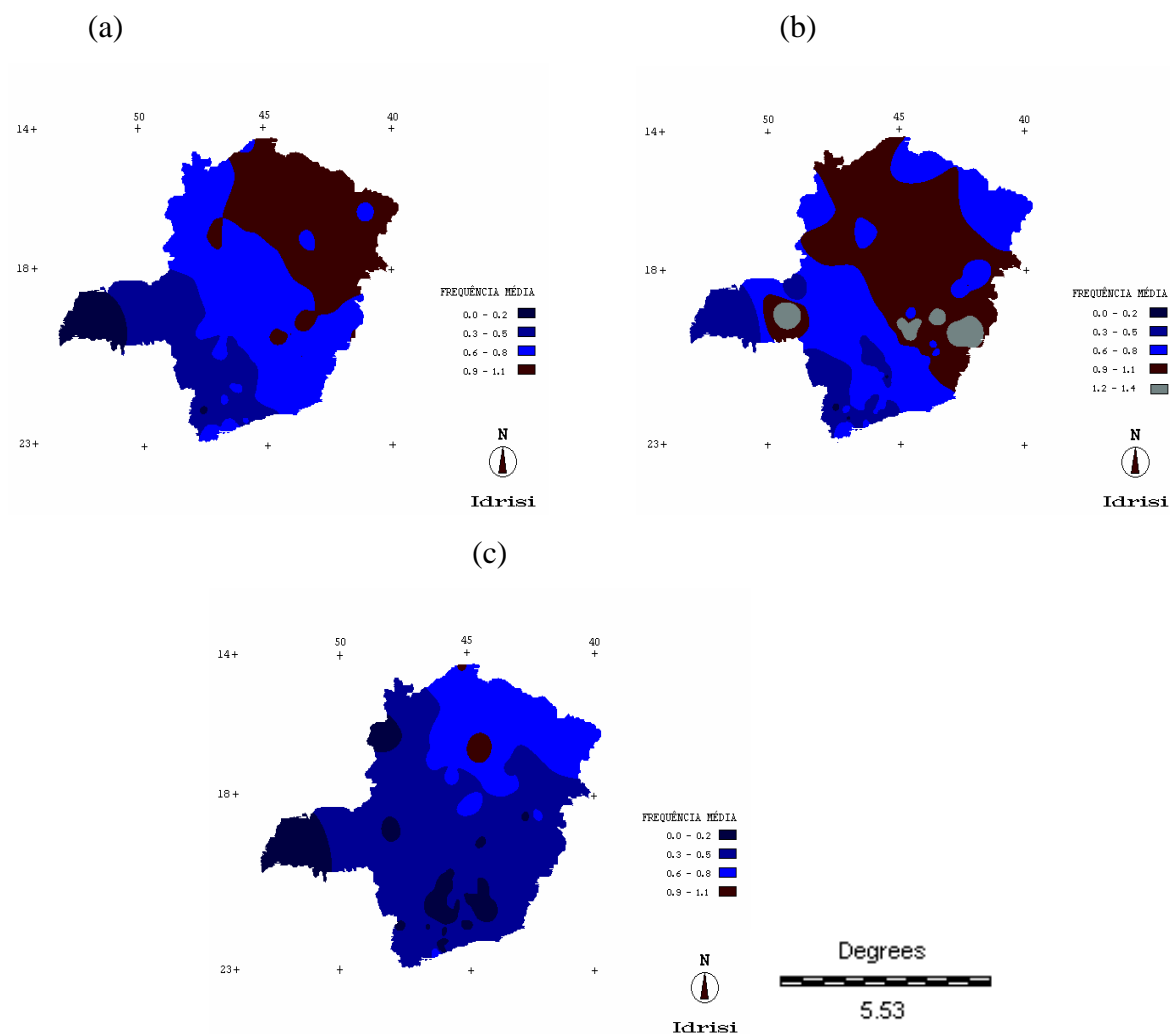 (a)
(b)
50 45 40
14+
18+
23+
FREQUÊNCIA MÉDIA
0.0 - 0.2
0.3 - 0.5
0.6 - 0.8
0.9 - 1.1
N
Idrisi
50 45 40
14+
18+
23+
FREQUÊNCIA MÉDIA
0.0 - 0.2
0.3 - 0.5
0.6 - 0.8
0.9 - 1.1
1.2 - 1.4
N
Idrisi
(c)
50 45 40
14+
18+
23+
FREQUÊNCIA MÉDIA
0.0 - 0.2
0.3 - 0.5
0.6 - 0.8
0.9 - 1.1
N
Idrisi
Degrees
5.53